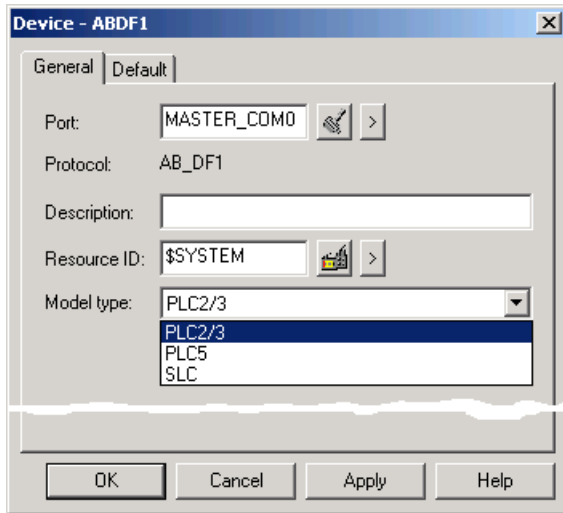 Device - ABDF1
General Default
Port: MASTER_COM0 >
Protocol: AB_DF1
Description:
Resource ID: $SYSTEM >
Model type: PLC2/3
PLC2/3
PLC5
SLC
OK Cancel Apply Help